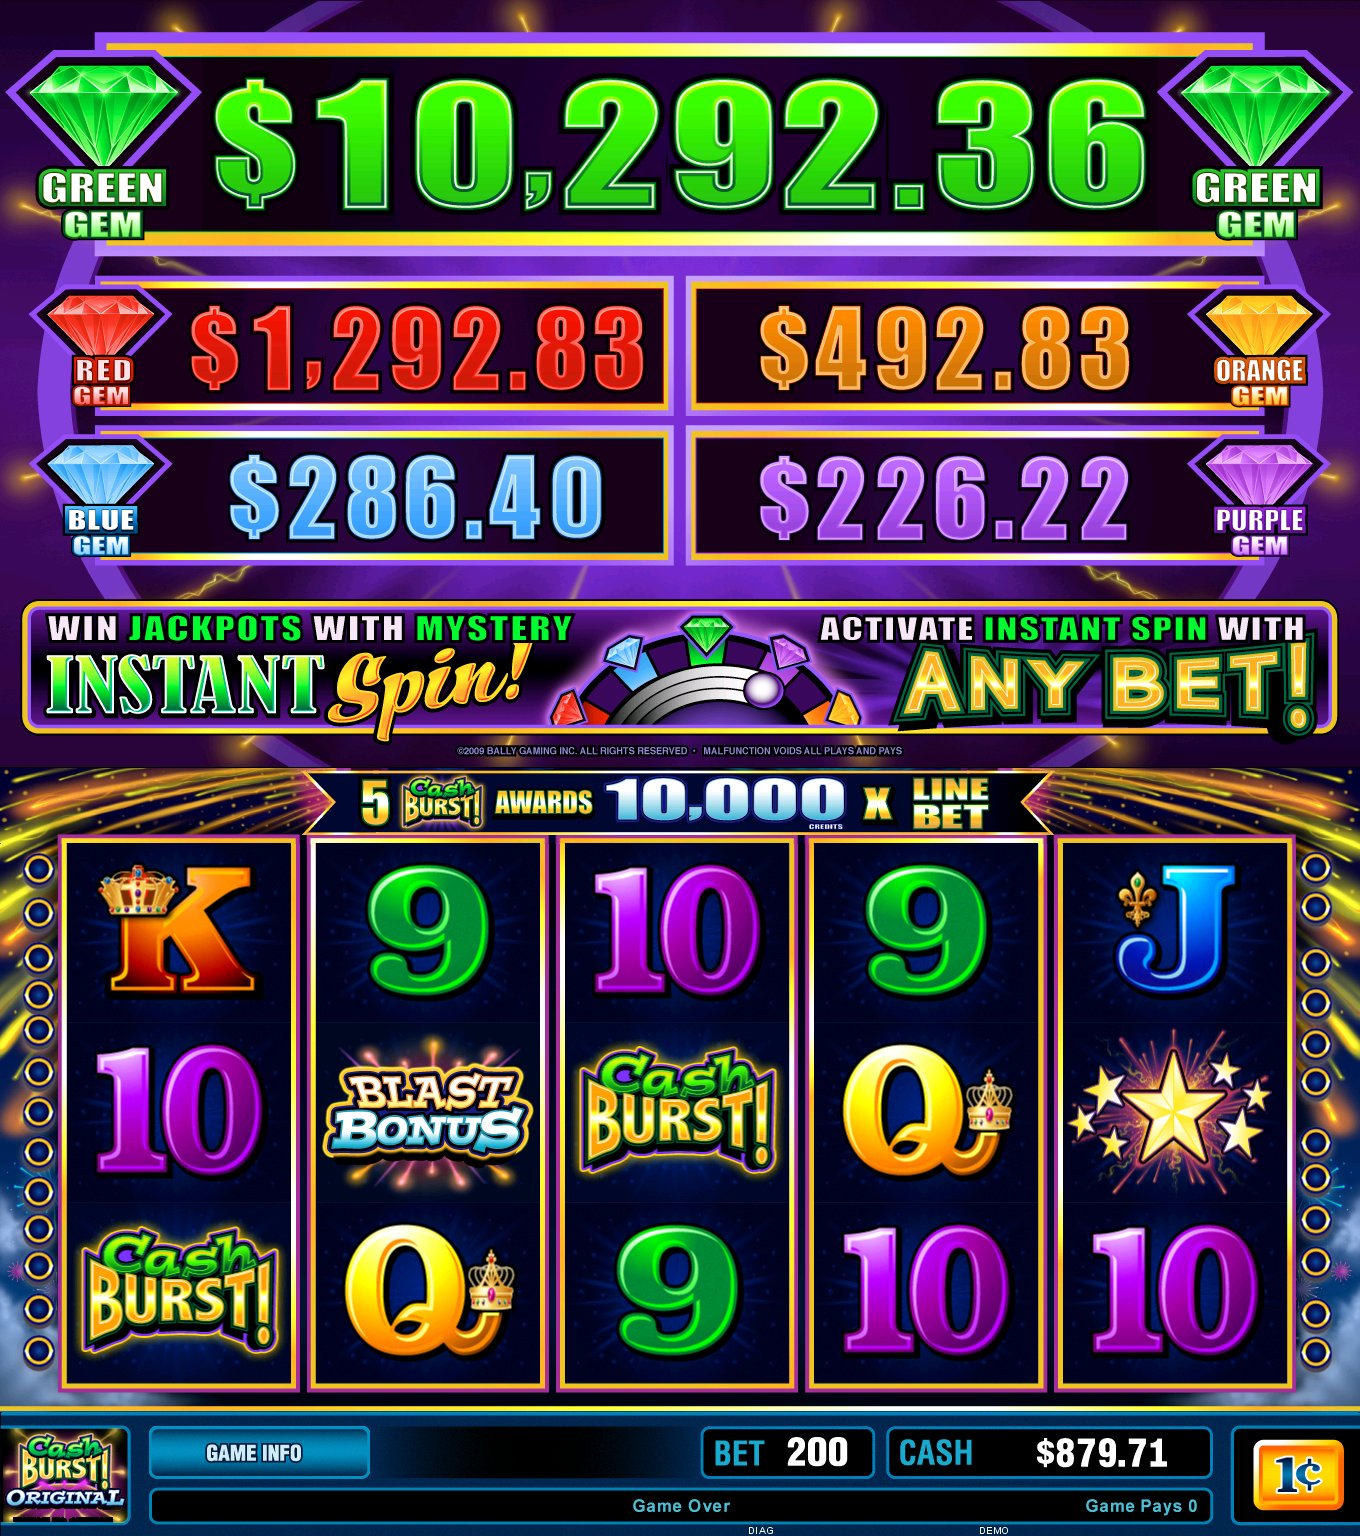 $10,292.36
GREEN
GEM
GREEN
GEM
RED
GEM
$1,292.83
$492.83
ORANGE
GEM
BLUE
GEM
$286.40
$226.22
PURPLE
GEM
WIN JACKPOTS WITH MYSTERY
INSTANT Spin!
ACTIVATE INSTANT SPIN WITH
ANY BET!
©2009 BALLY GAMING INC. ALL RIGHTS RESERVED • MALFUNCTION VOIDS ALL PLAYS AND PAYS
5 Cash BURST! AWARDS 10,000 CREDITS X LINE BET
K 9 10 9 J
10 BLAST BONUS Cash BURST! Q
Cash BURST! Q 9 10 10
Cash
BURST!
ORIGINAL
GAME INFO
BET 200
CASH $879.71
1¢
Game Over
Game Pays 0
DIAG
DEMO